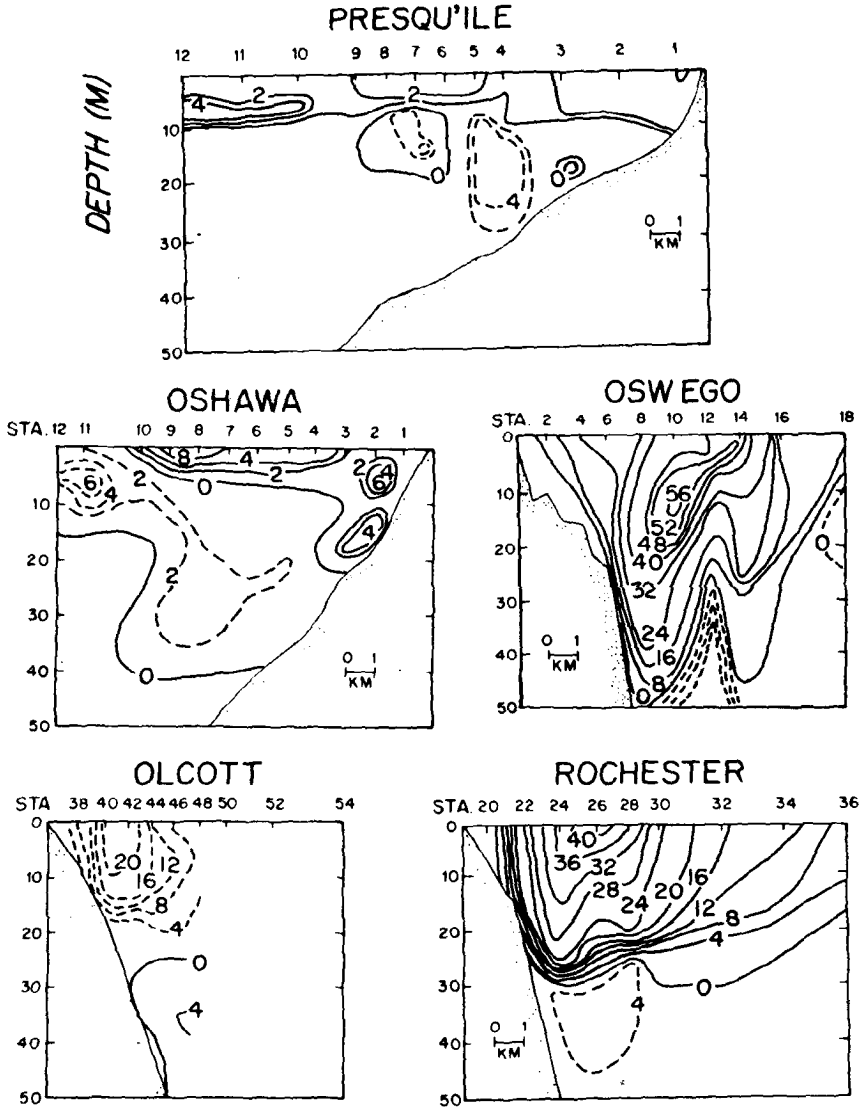 PRESQU'ILE
12 11 10 9 8 7 6 5 4 3 2 1
DEPTH (M)
10
20
30
40
50
4 2 2
0 4 0
0 1
KM
OSHAWA
STA. 12 11 10 9 8 7 6 5 4 3 2 1
0
10
20
30
40
50
8 4 2 4
6 4 2 0 2 6
4
2
0
0 1
KM
OSWEGO
STA. 2 4 6 8 10 12 14 16 18
0
10
20
30
40
50
56
52
48
40
32
24
16
8
0
0
0 1
KM
OLCOTT
STA 38 40 42 44 46 48 50 52 54
0
10
20
30
40
50
20 12
16
8
4
0
4
ROCHESTER
STA. 20 22 24 26 28 30 32 34 36
0
10
20
30
40
50
40
36 32
28 24 20 16
12 8
4
0
4
0 1
KM